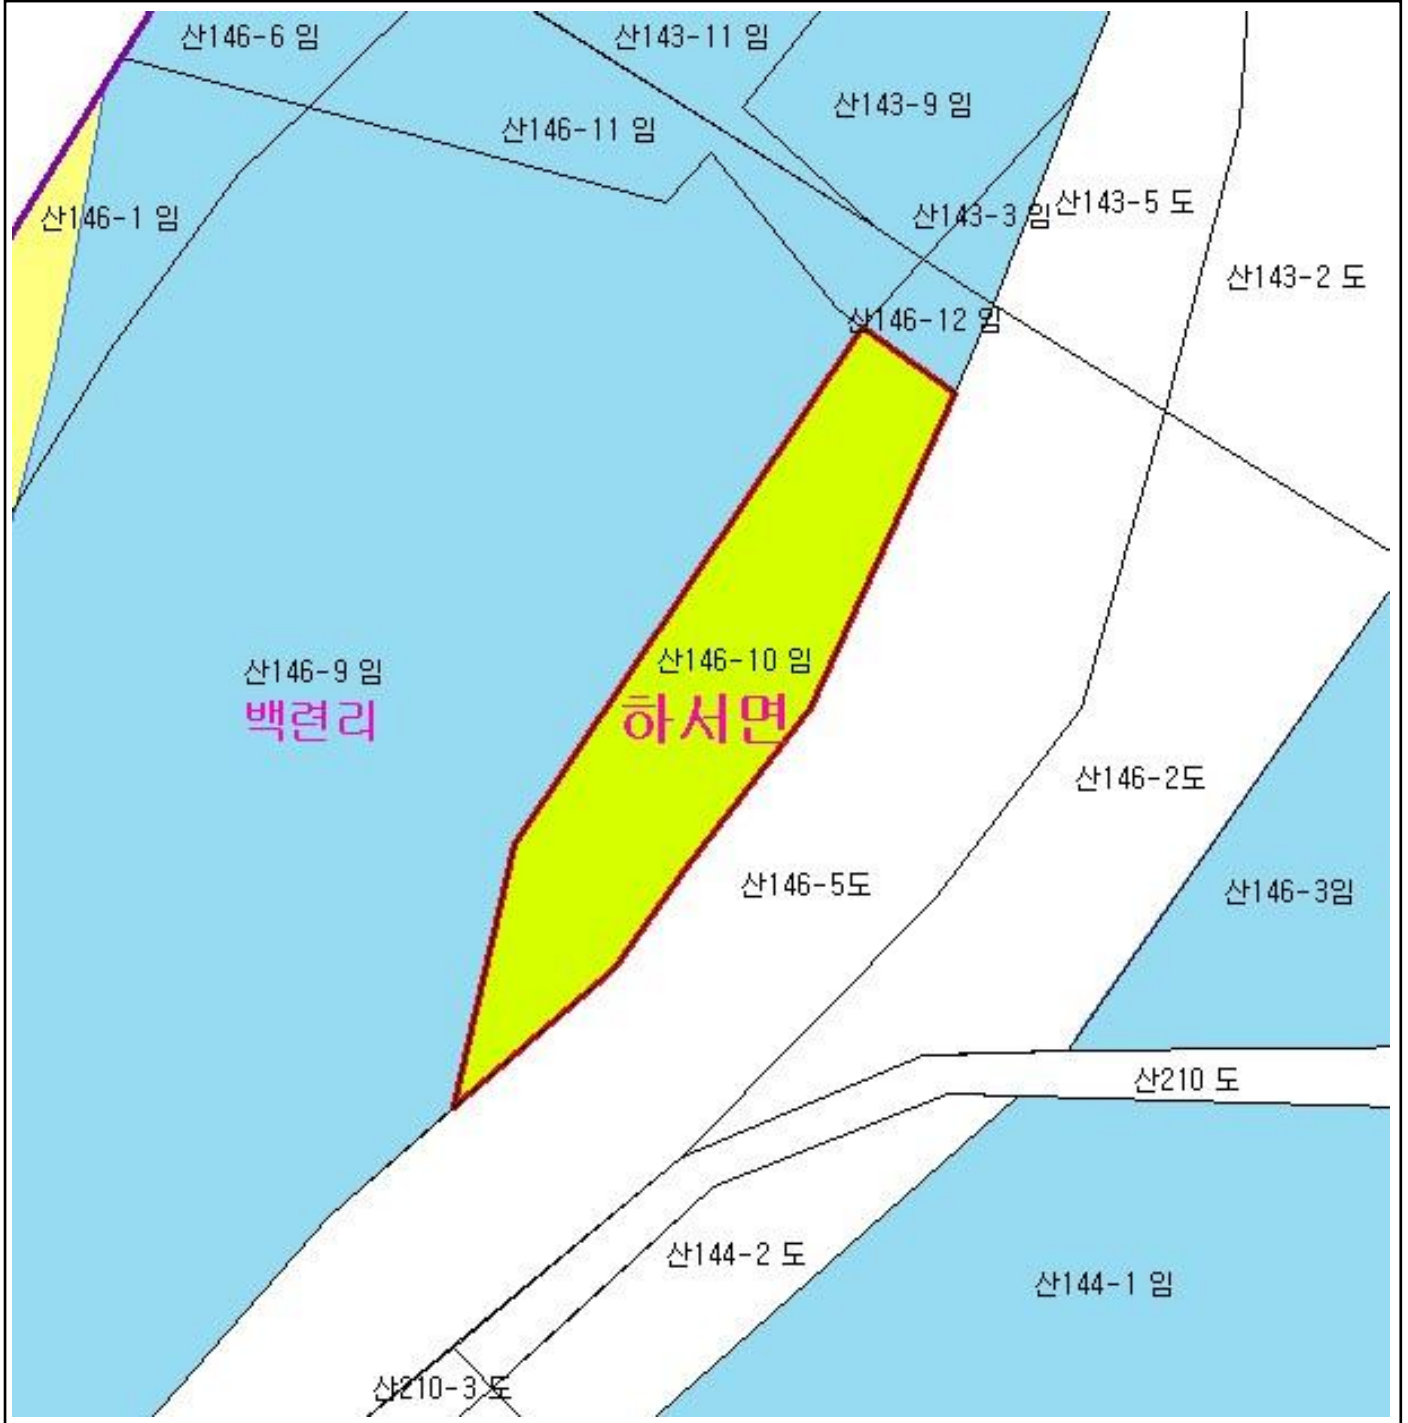 산146-6 임
산143-11 임
산143-9 임
산146-11 임
산146-1 임
산143-3 임
산143-5 도
산143-2 도
산146-12 임
산146-9 임
백련리
산146-10 임
하서면
산146-2도
산146-5도
산146-3임
산210 도
산144-2 도
산144-1 임
산210-3 도